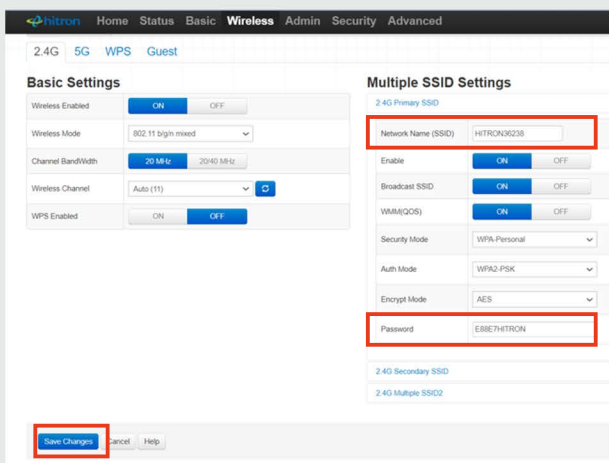 hitron Home Status Basic Wireless Admin Security Advanced
2.4G 5G WPS Guest
Basic Settings
Wireless Enabled ON OFF
Wireless Mode 802.11 b/g/n mixed
Channel BandWidth 20 MHz 20/40 MHz
Wireless Channel Auto (11)
WPS Enabled ON OFF
Multiple SSID Settings
2.4G Primary SSID
Network Name (SSID) HITRON36238
Enable ON OFF
Broadcast SSID ON OFF
WMM(QOS) ON OFF
Security Mode WPA-Personal
Auth Mode WPA2-PSK
Encrypt Mode AES
Password E88E7HITRON
2.4G Secondary SSID
2.4G Multiple SSID2
Save Changes Cancel Help